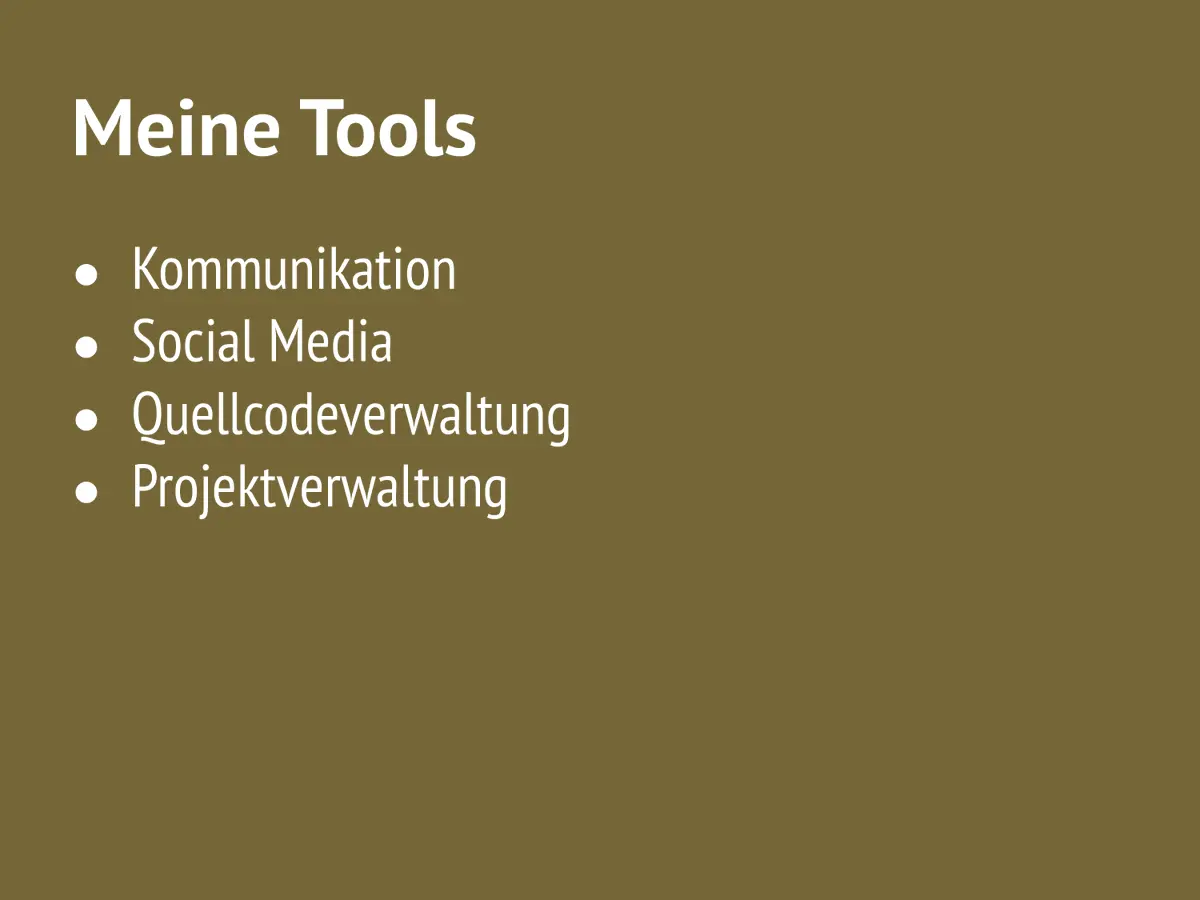 Meine Tools
● Kommunikation
● Social Media
● Quellcodeverwaltung
● Projektverwaltung